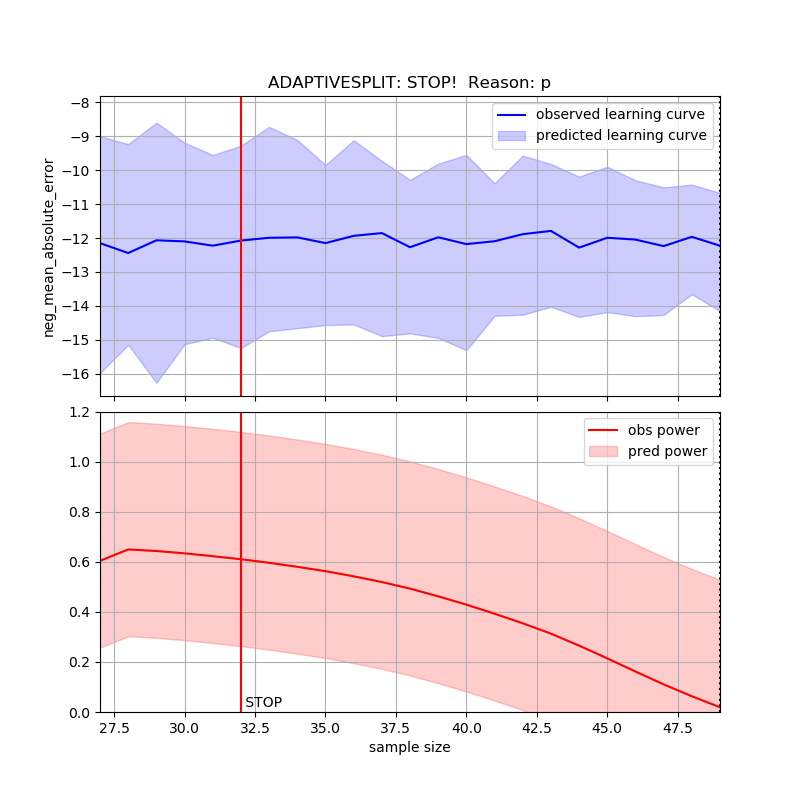 ADAPTIVESPLIT: STOP!  Reason: p
observed learning curve
predicted learning curve
neg_mean_absolute_error
−8
−9
−10
−11
−12
−13
−14
−15
−16
obs power
pred power
1.2
1.0
0.8
0.6
0.4
0.2
0.0
STOP
27.5 30.0 32.5 35.0 37.5 40.0 42.5 45.0 47.5
sample size